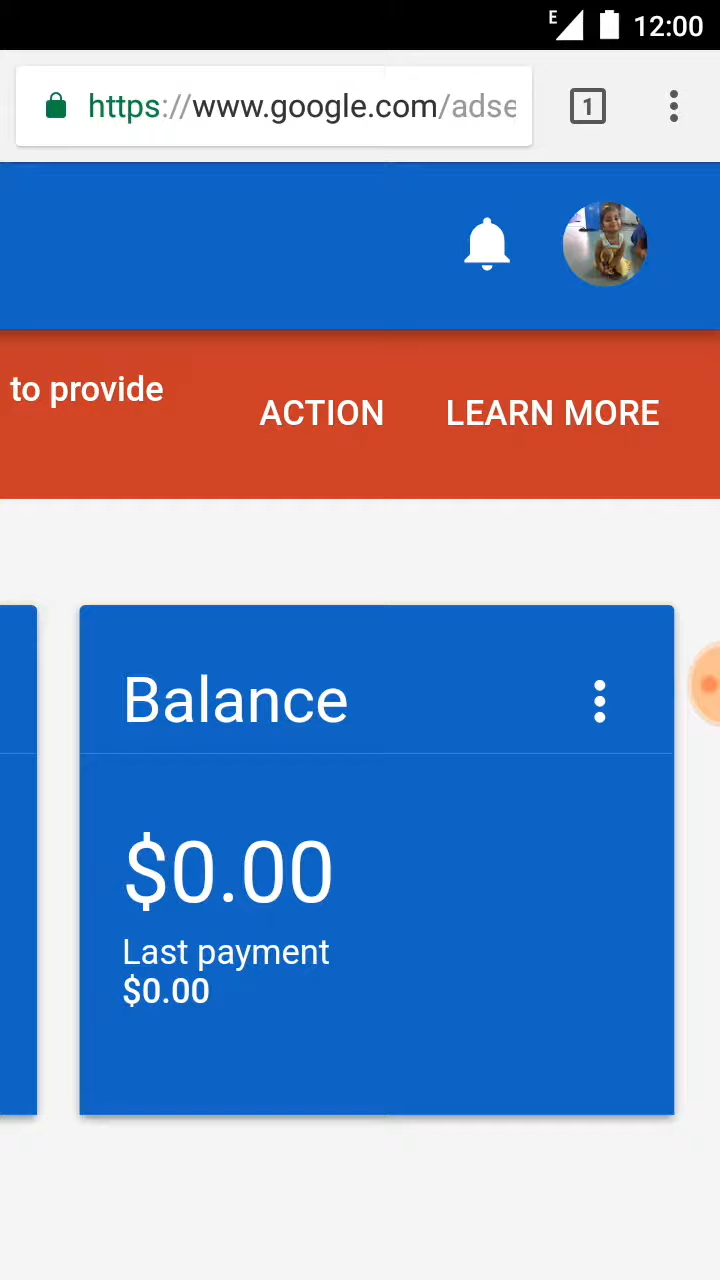 E 12:00
https://www.google.com/adse
1
to provide
ACTION LEARN MORE
Balance
$0.00
Last payment
$0.00